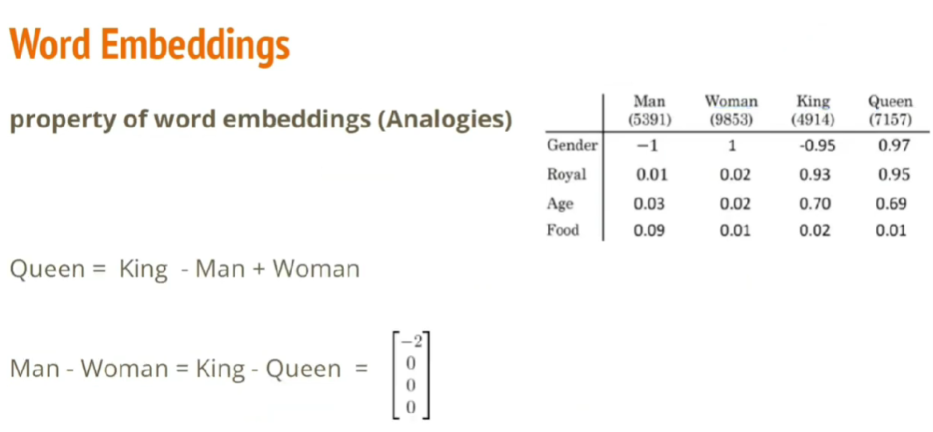 Word Embeddings
property of word embeddings (Analogies)
Man Woman King Queen
(5391) (9853) (4914) (7157)
Gender −1 1 -0.95 0.97
Royal 0.01 0.02 0.93 0.95
Age 0.03 0.02 0.70 0.69
Food 0.09 0.01 0.02 0.01
Queen = King - Man + Woman
Man - Woman = King - Queen =
−2
0
0
0